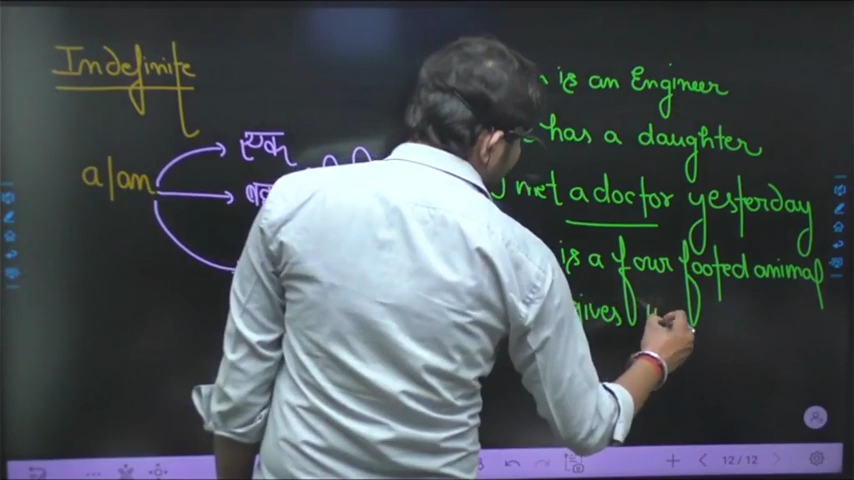 Indefinite
a/an
एक
is an Engineer
has a daughter
met a doctor yesterday
is a four footed animal
gives
12/12